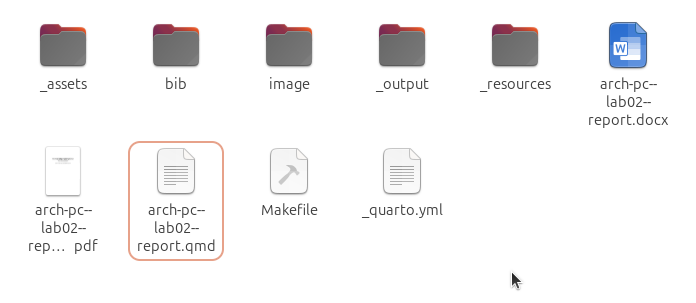 _assets
bib
image
_output
_resources
arch-pc--
lab02--
report.docx
arch-pc--
lab02--
rep… pdf
arch-pc--
lab02--
report.qmd
Makefile
_quarto.yml
W